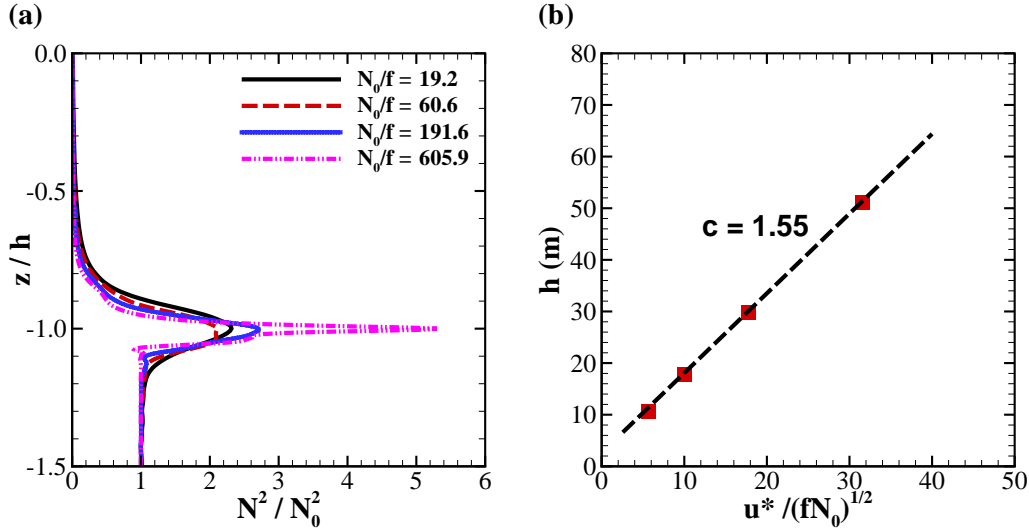 (a)
0.0
-0.5
-1.0
-1.5
z / h
0 1 2 3 4 5 6
N² / N₀²
N₀/f = 19.2
N₀/f = 60.6
N₀/f = 191.6
N₀/f = 605.9
(b)
80
70
60
50
40
30
20
10
0
h (m)
c = 1.55
0 10 20 30 40 50
u* /(fN₀)¹/²